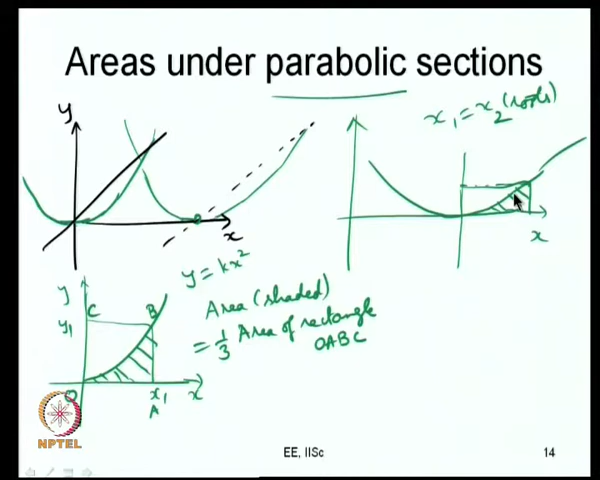 Areas under parabolic sections
x₁ = x₂ (roots)
y
x
x
y = kx²
Area (shaded)
= 1/3 Area of rectangle
OABC
y
C
B
y₁
O
x₁
x
A
NPTEL
EE, IISc
14